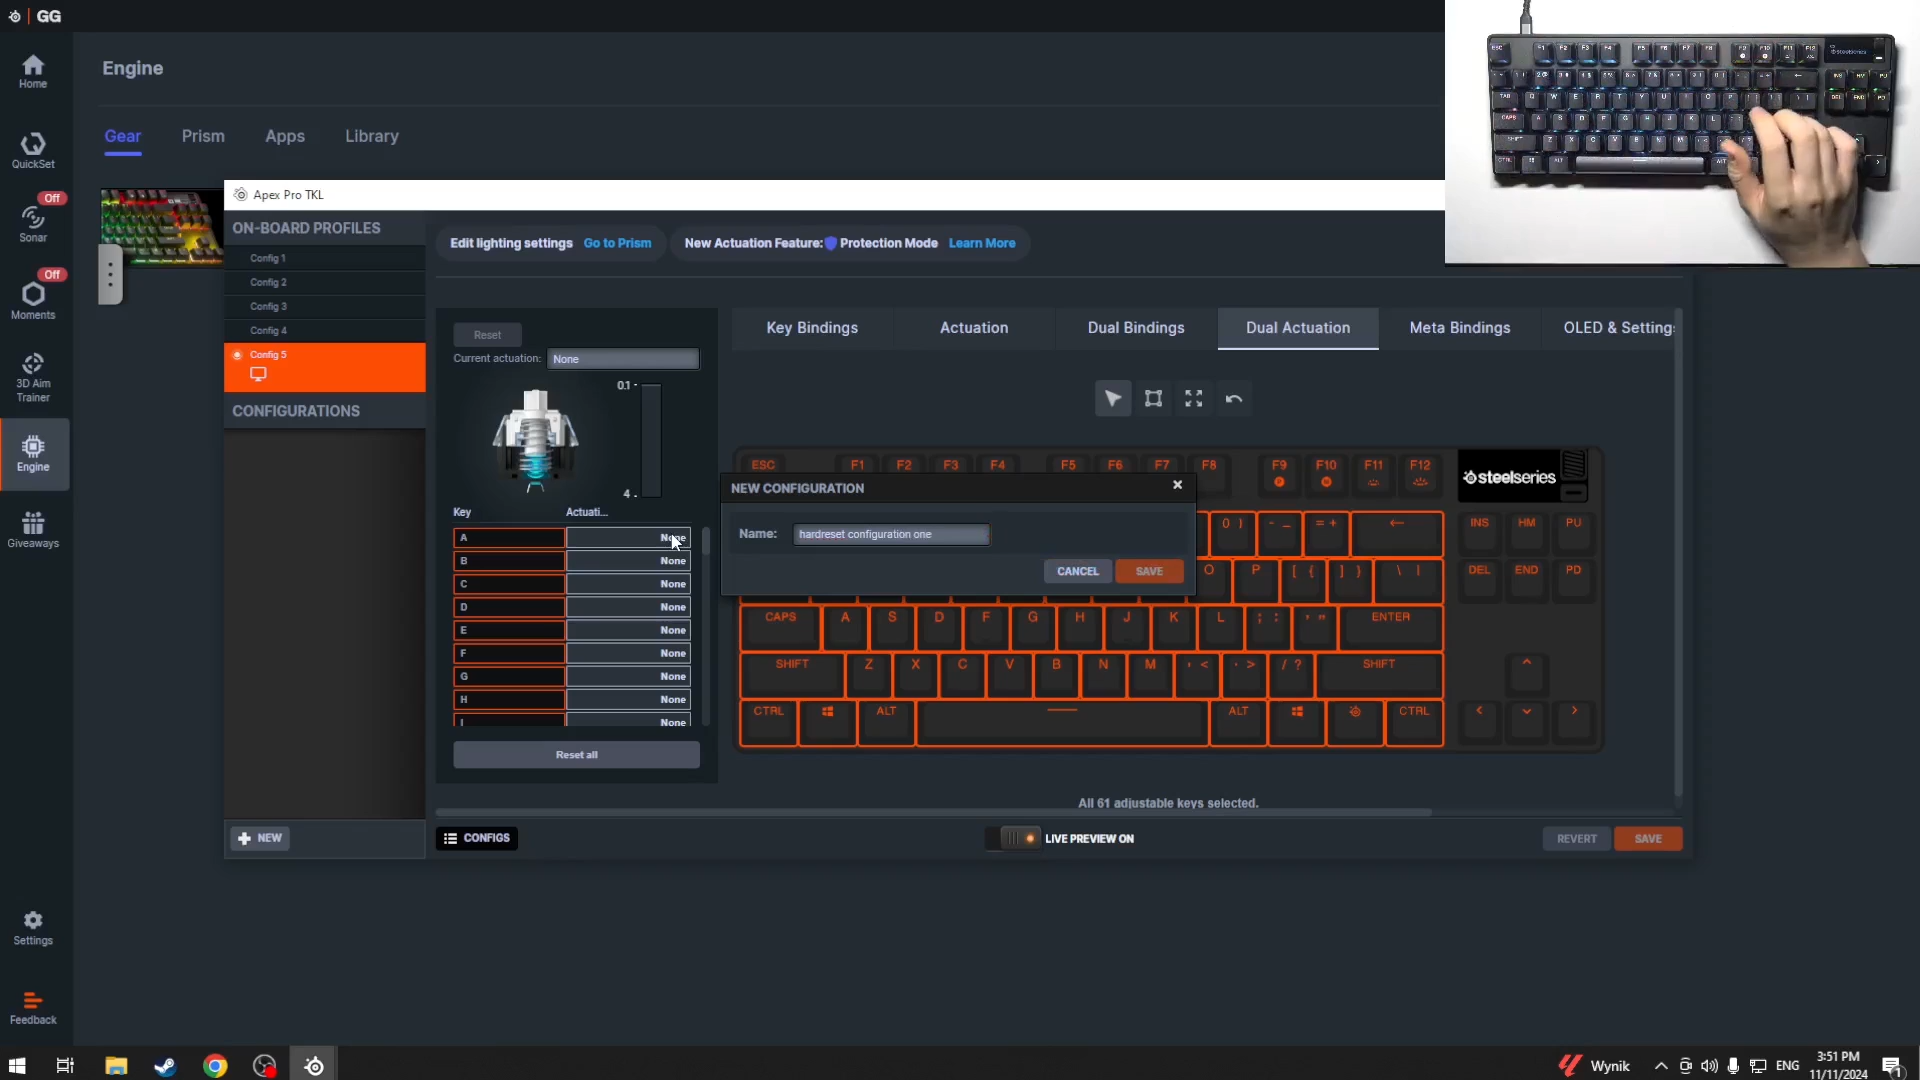 GG
Home
QuickSet
Off
Sonar
Off
Moments
3D Aim
Trainer
Engine
Giveaways
Settings
Feedback
Engine
Gear
Prism
Apps
Library
Apex Pro TKL
ON-BOARD PROFILES
Config 1
Config 2
Config 3
Config 4
Config 5
CONFIGURATIONS
NEW
Edit lighting settings Go to Prism
New Actuation Feature: Protection Mode Learn More
Reset
Current actuation: None
0.1 -
4 -
Key Actuati...
A None
B None
C None
D None
E None
F None
G None
H None
I None
Reset all
Key Bindings
Actuation
Dual Bindings
Dual Actuation
Meta Bindings
OLED & Settings
ESC F1 F2 F3 F4 F5 F6 F7 F8 F9 F10 F11 F12
steelseries
NEW CONFIGURATION
Name: hardreset configuration one
CANCEL SAVE
0 ) - _ = + ← INS HM PU
O P [ { ] } \ | DEL END PD
CAPS A S D F G H J K L ; : ' " ENTER
SHIFT Z X C V B N M , < . > / ? SHIFT ^
CTRL ALT ALT CTRL < ⌄ >
All 61 adjustable keys selected.
CONFIGS
LIVE PREVIEW ON
REVERT
SAVE
Wynik
ENG
3:51 PM
11/11/2024
1